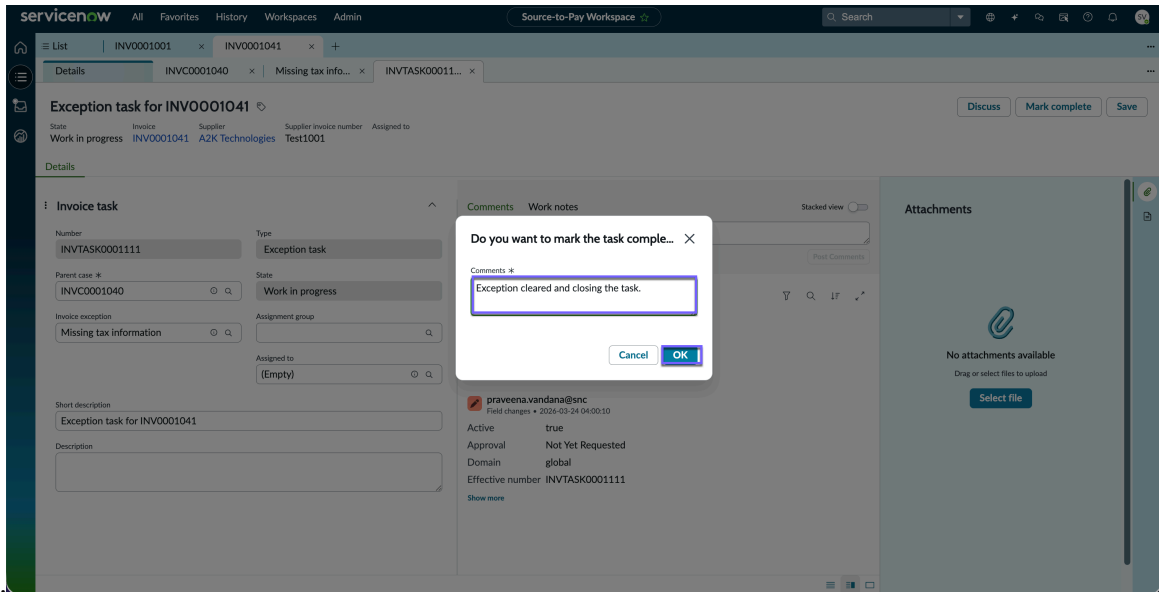 servicenow All Favorites History Workspaces Admin Source-to-Pay Workspace Search SV
List INV0001001 INV0001041
Details INVC0001040 Missing tax info... INVTASK00011...
Exception task for INV0001041
Discuss Mark complete Save
State Invoice Supplier Supplier invoice number Assigned to
Work in progress INV0001041 A2K Technologies Test1001
Details
Invoice task
Comments Work notes Stacked view
Attachments
Number Type
INVTASK0001111 Exception task
Post Comments
Parent case State
INVC0001040 Work in progress
Invoice exception Assignment group
Missing tax information
Assigned to
(Empty)
Short description
Exception task for INV0001041
Description
Do you want to mark the task comple...
Comments
Exception cleared and closing the task.
Cancel OK
praveena.vandana@snc
Field changes • 2026-03-24 04:00:10
Active true
Approval Not Yet Requested
Domain global
Effective number INVTASK0001111
Show more
No attachments available
Drag or select files to upload
Select file